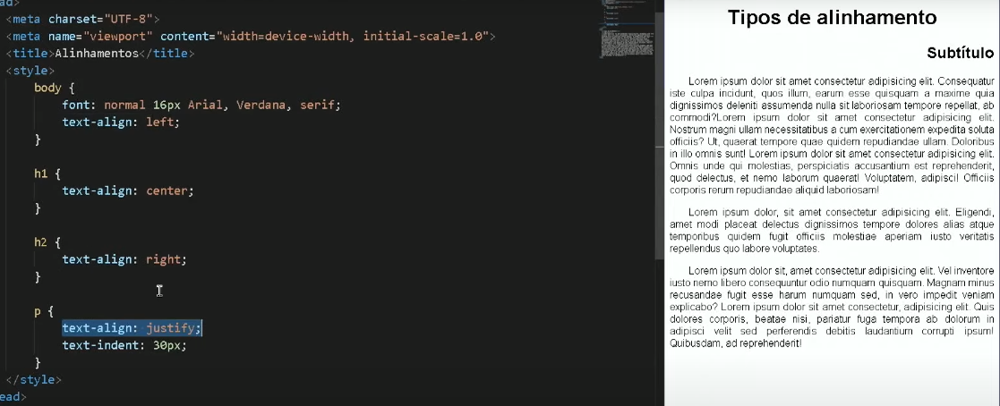 ad>
<meta charset="UTF-8">
<meta name="viewport" content="width=device-width, initial-scale=1.0">
<title>Alinhamentos</title>
<style>
body {
font: normal 16px Arial, Verdana, serif;
text-align: left;
}
h1 {
text-align: center;
}
h2 {
text-align: right;
}
p {
text-align: justify;
text-indent: 30px;
}
</style>
ead>
Tipos de alinhamento
Subtítulo
Lorem ipsum dolor sit amet consectetur adipisicing elit. Consequatur
iste culpa incidunt, quos illum, earum esse quisquam a maxime quia
dignissimos deleniti assumenda nulla sit laboriosam tempore repellat, ab
commodi?Lorem ipsum dolor sit amet consectetur adipisicing elit.
Nostrum magni ullam necessitatibus a cum exercitationem expedita soluta
officiis? Ut, quaerat tempore quae quidem repudiandae ullam. Doloribus
in illo omnis sunt! Lorem ipsum dolor sit amet consectetur adipisicing elit.
Omnis unde qui molestias, perspiciatis accusantium est reprehenderit,
quod delectus, et nemo laborum quaerat! Voluptatem, adipisci! Officiis
corporis rerum repudiandae aliquid laboriosam!
Lorem ipsum dolor, sit amet consectetur adipisicing elit. Eligendi,
amet modi placeat delectus dignissimos tempore dolores alias atque
temporibus quidem fugit officiis molestiae aperiam iusto veritatis
repellendus quo labore voluptates.
Lorem ipsum dolor sit, amet consectetur adipisicing elit. Vel inventore
iusto nemo libero consequuntur odio numquam quisquam. Magnam minus
recusandae fugit esse harum numquam sed, in vero impedit veniam
explicabo? Lorem ipsum dolor sit amet consectetur, adipisicing elit. Quis
dolores corporis, beatae nisi, pariatur fuga tempora ab dolorum in
adipisci velit sed perferendis debitis laudantium corrupti ipsum!
Quibusdam, ad reprehenderit!